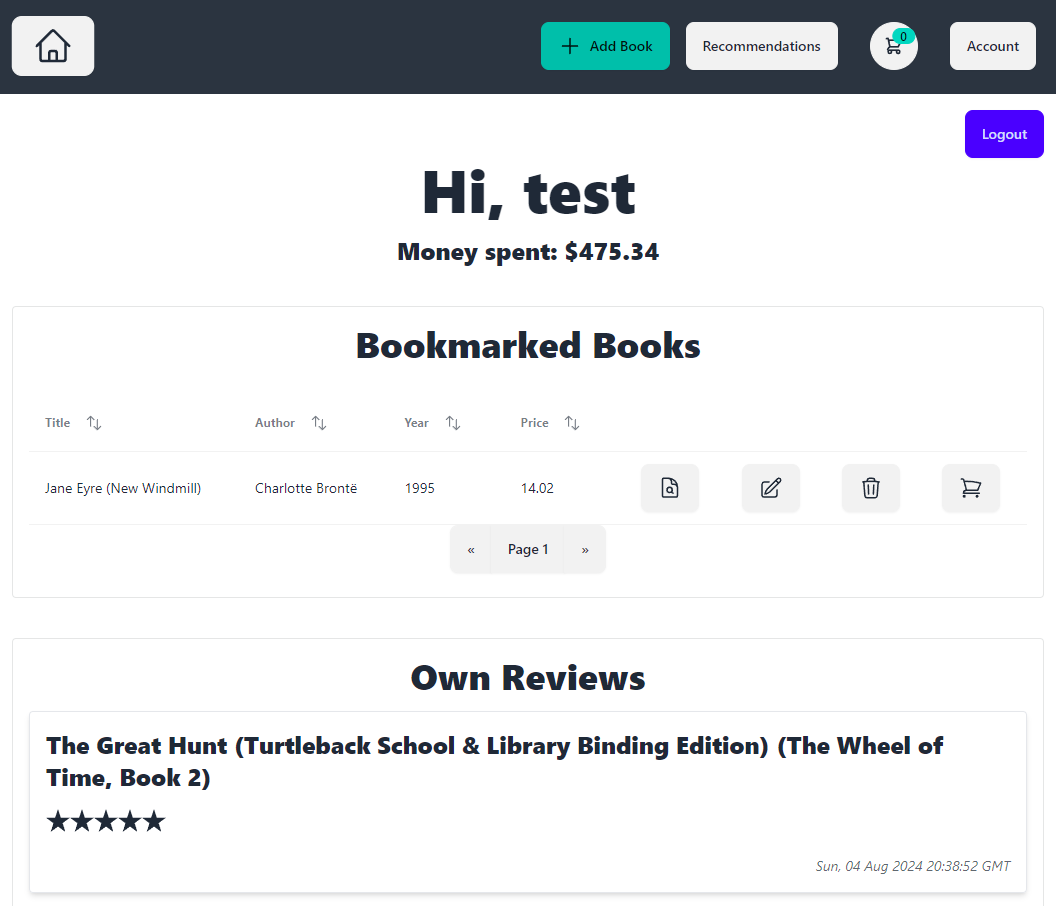 Add Book
Recommendations
0
Account
Logout
Hi, test
Money spent: $475.34
Bookmarked Books
Title Author Year Price
Jane Eyre (New Windmill) Charlotte Brontë 1995 14.02
« Page 1 »
Own Reviews
The Great Hunt (Turtleback School & Library Binding Edition) (The Wheel of
Time, Book 2)
★★★★★
Sun, 04 Aug 2024 20:38:52 GMT